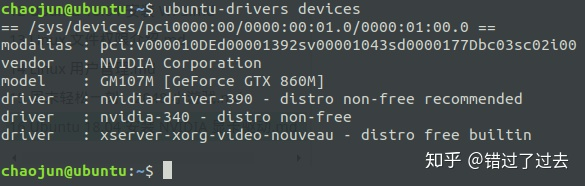 chaojun@ubuntu:~$ ubuntu-drivers devices
== /sys/devices/pci0000:00/0000:00:01.0/0000:01:00.0 ==
modalias : pci:v000010DEd00001392sv00001043sd0000177Dbc03sc02i00
vendor   : NVIDIA Corporation
model    : GM107M [GeForce GTX 860M]
driver   : nvidia-driver-390 - distro non-free recommended
driver   : nvidia-340 - distro non-free
driver   : xserver-xorg-video-nouveau - distro free builtin
chaojun@ubuntu:~$
知乎 @错过了过去